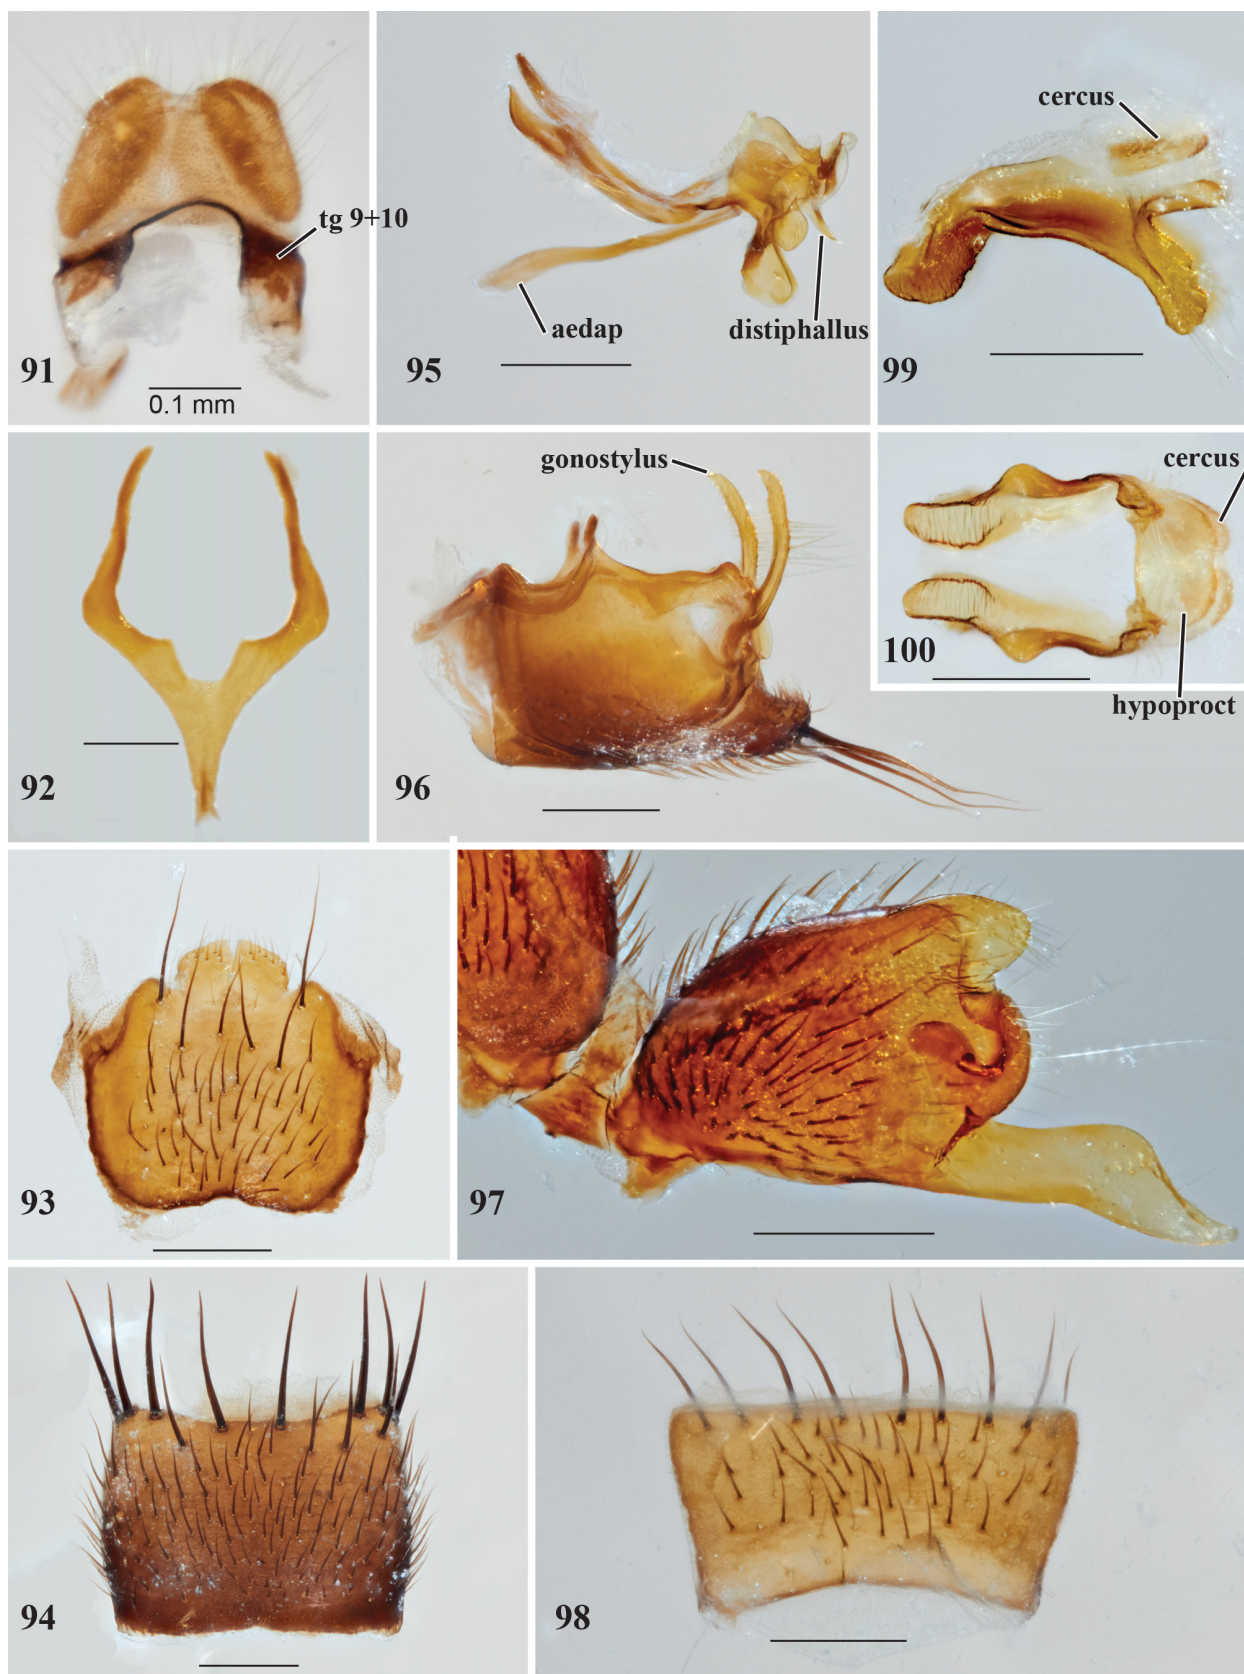 tg 9+10
91
0.1 mm
aedap
distiphallus
95
cercus
99
92
gonostylus
96
cercus
100
hypoproct
93
97
94
98